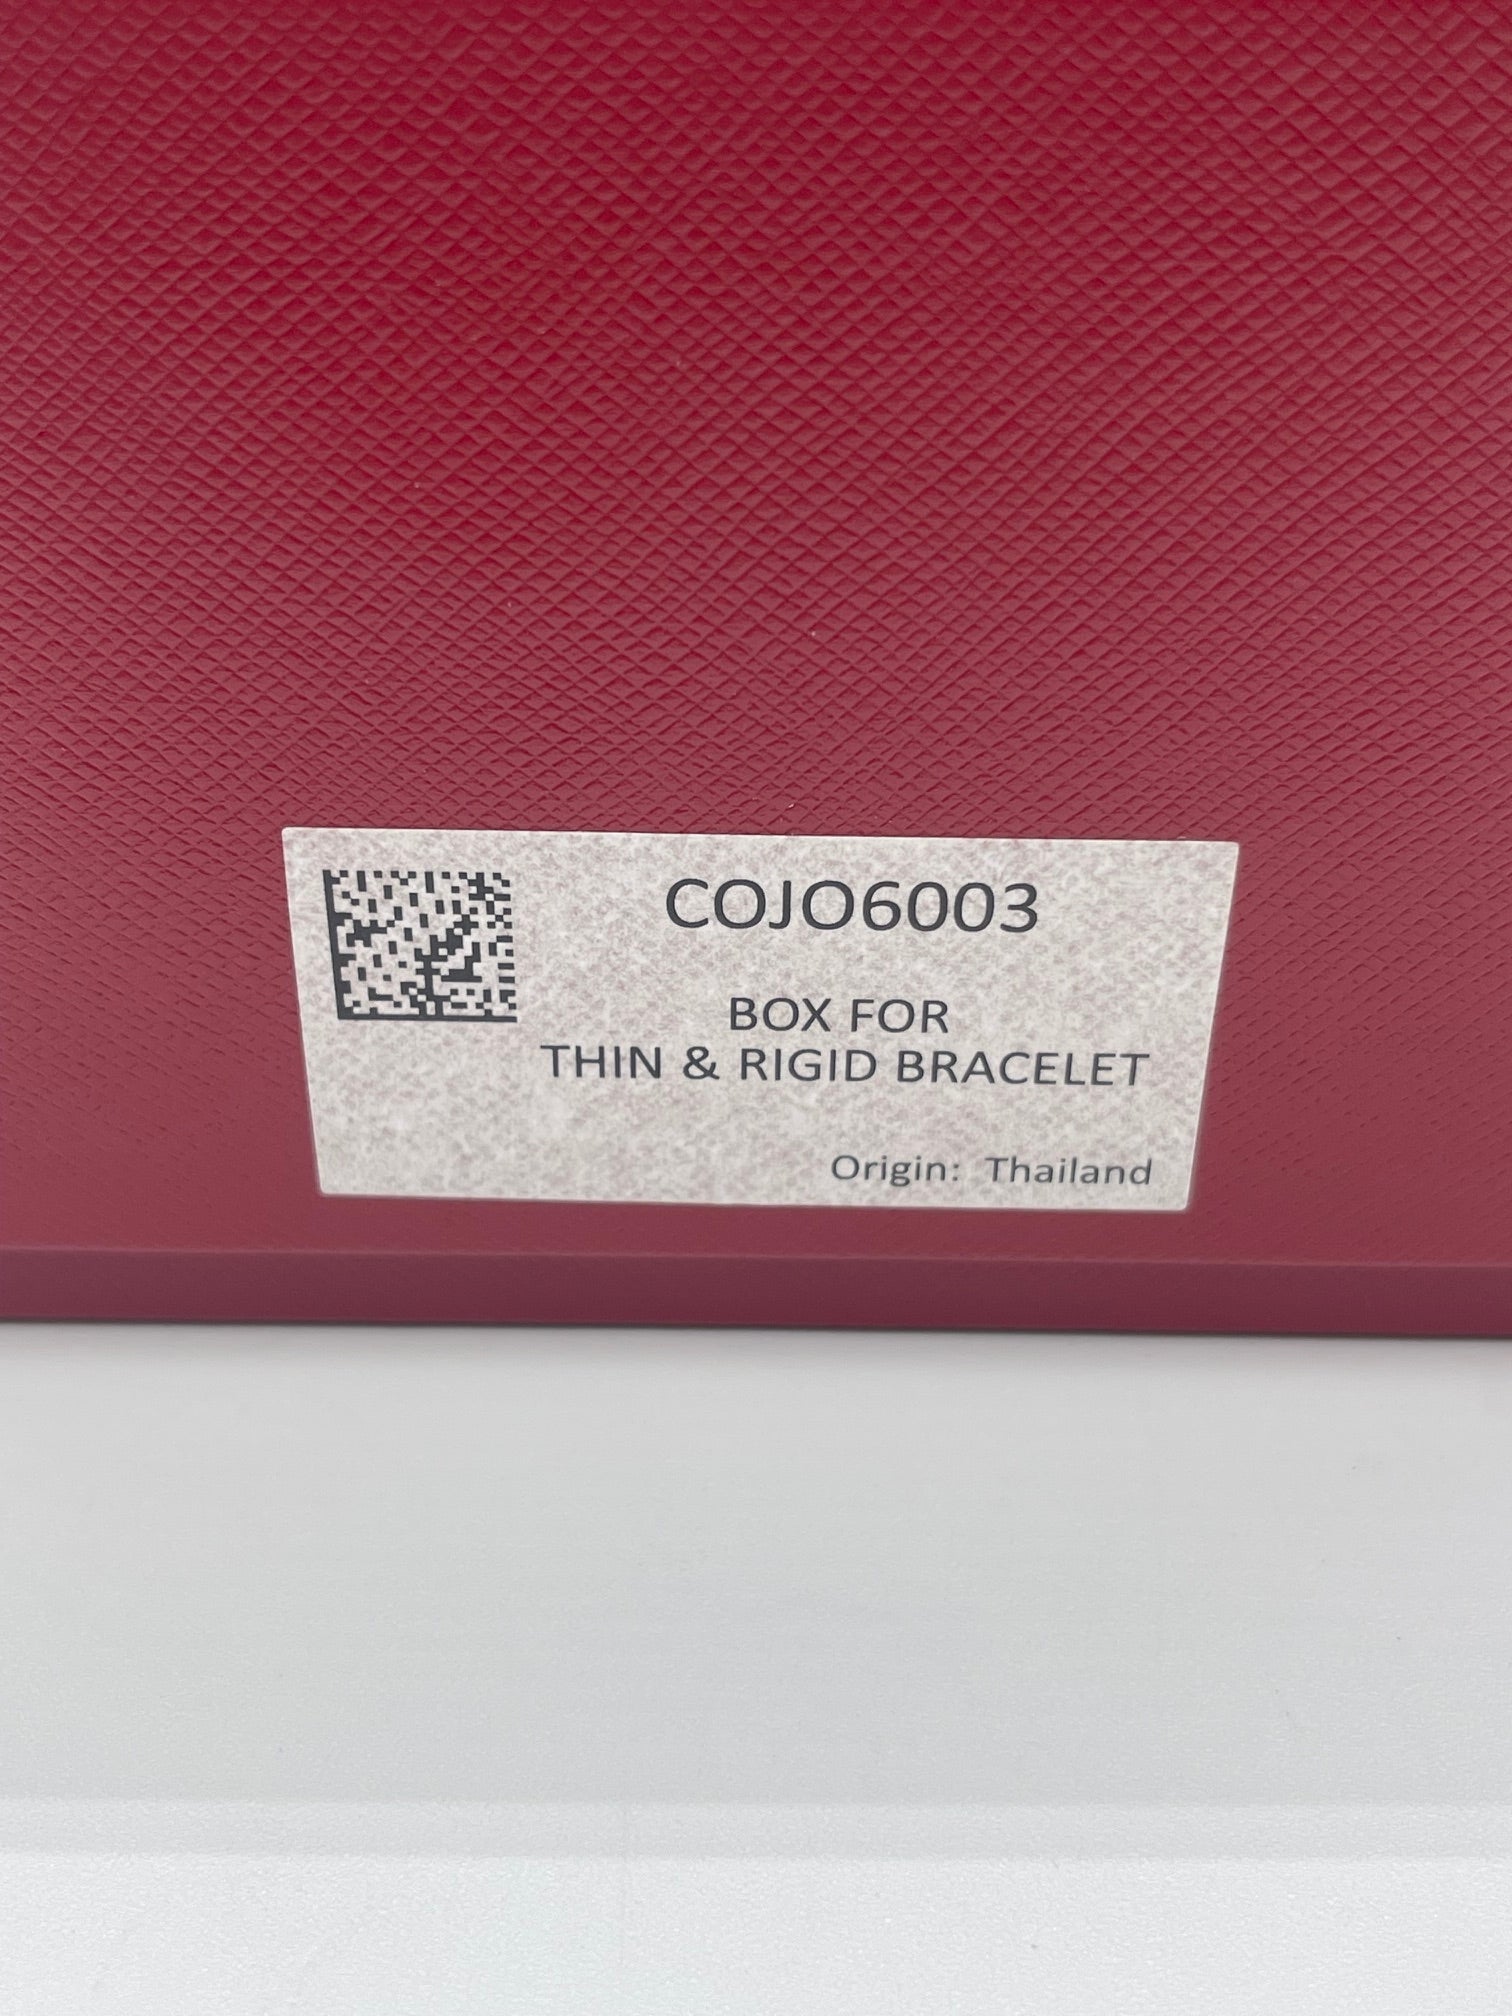 COJO6003
BOX FOR
THIN & RIGID BRACELET
Origin: Thailand